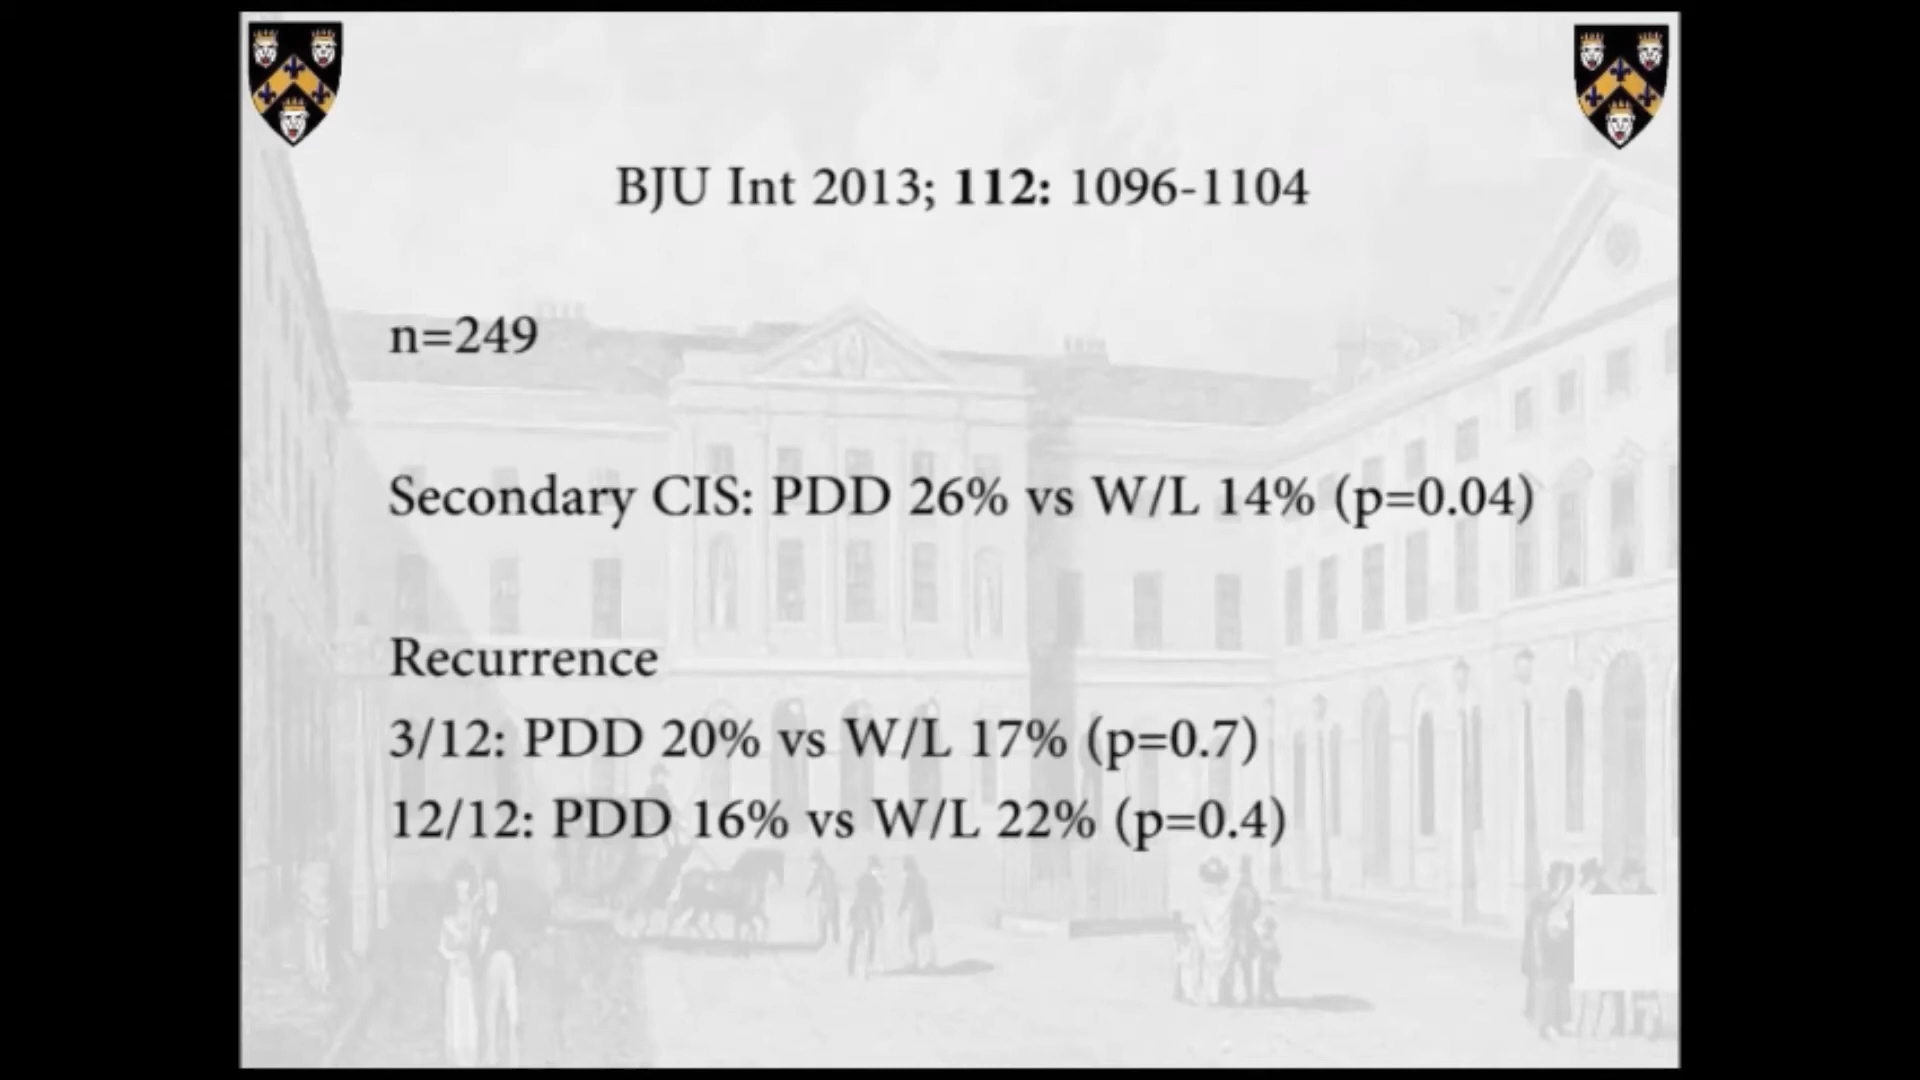 BJU Int 2013; 112: 1096-1104
n=249
Secondary CIS: PDD 26% vs W/L 14% (p=0.04)
Recurrence
3/12: PDD 20% vs W/L 17% (p=0.7)
12/12: PDD 16% vs W/L 22% (p=0.4)